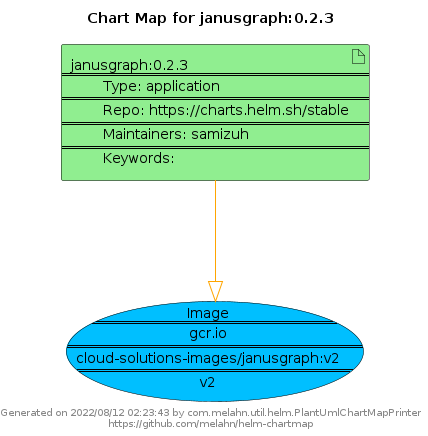 Chart Map for janusgraph:0.2.3
janusgraph:0.2.3
Type: application
Repo: https://charts.helm.sh/stable
Maintainers: samizuh
Keywords:
Image
gcr.io
cloud-solutions-images/janusgraph:v2
v2
Generated on 2022/08/12 02:23:43 by com.melahn.util.helm.PlantUmlChartMapPrinter
https://github.com/melahn/helm-chartmap